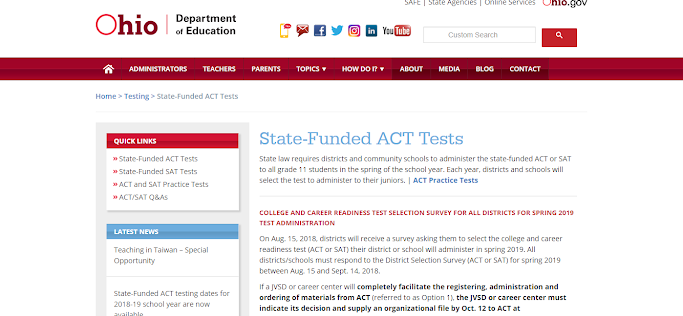 SAFE | State Agencies | Online Services Ohio.gov
Ohio Department
of Education
You Tube
Custom Search
ADMINISTRATORS TEACHERS PARENTS TOPICS ▼ HOW DO I? ▼ ABOUT MEDIA BLOG CONTACT
Home > Testing > State-Funded ACT Tests
QUICK LINKS
» State-Funded ACT Tests
» State-Funded SAT Tests
» ACT and SAT Practice Tests
» ACT/SAT Q&As
LATEST NEWS
Teaching in Taiwan – Special
Opportunity
State-Funded ACT testing dates for
2018-19 school year are now
available
State-Funded ACT Tests
State law requires districts and community schools to administer the state-funded ACT or SAT
to all grade 11 students in the spring of the school year. Each year, districts and schools will
select the test to administer to their juniors. | ACT Practice Tests
COLLEGE AND CAREER READINESS TEST SELECTION SURVEY FOR ALL DISTRICTS FOR SPRING 2019
TEST ADMINISTRATION
On Aug. 15, 2018, districts will receive a survey asking them to select the college and career
readiness test (ACT or SAT) their district or school will administer in spring 2019. All
districts/schools must respond to the District Selection Survey (ACT or SAT) for spring 2019
between Aug. 15 and Sept. 14, 2018.
If a JVSD or career center will completely facilitate the registering, administration and
ordering of materials from ACT (referred to as Option 1), the JVSD or career center must
indicate its decision and supply an organizational file by Oct. 12 to ACT at